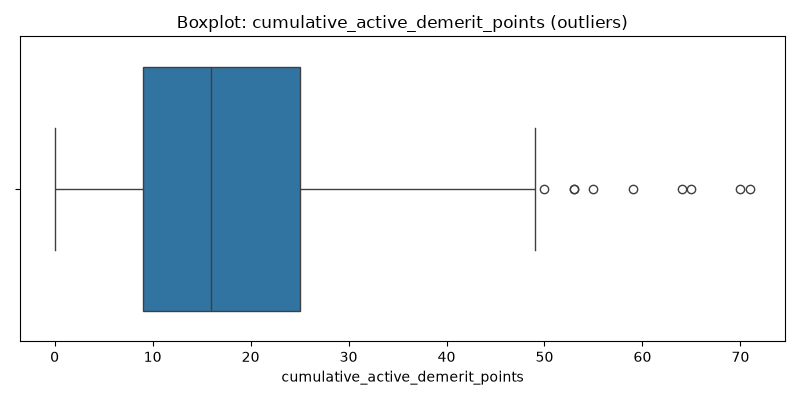 Boxplot: cumulative_active_demerit_points (outliers)
0 10 20 30 40 50 60 70
cumulative_active_demerit_points